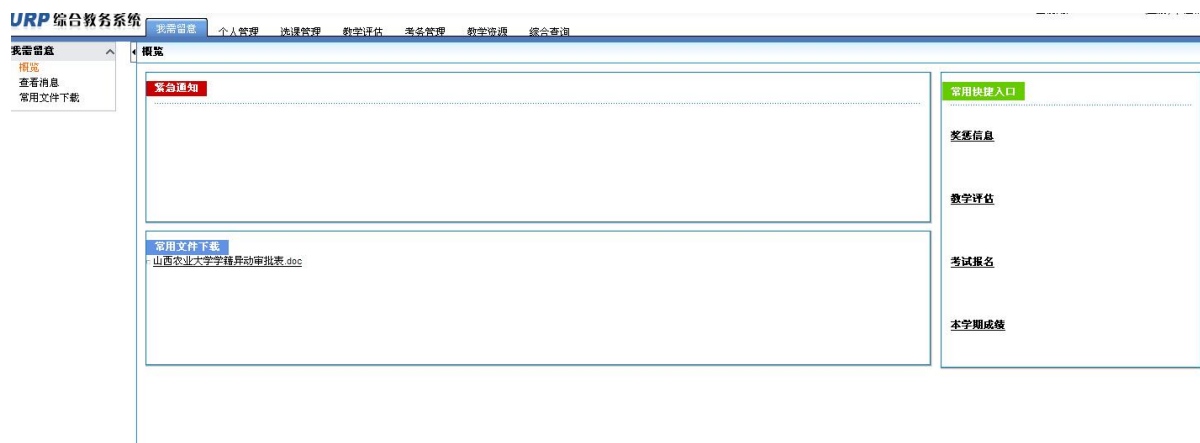 URP 综合教务系统
我需留意 个人管理 选课管理 教学评估 考务管理 教学资源 综合查询
我需留意
概览
查看消息
常用文件下载
概览
紧急通知
常用文件下载
山西农业大学学籍异动审批表.doc
常用快捷入口
奖惩信息
教学评估
考试报名
本学期成绩